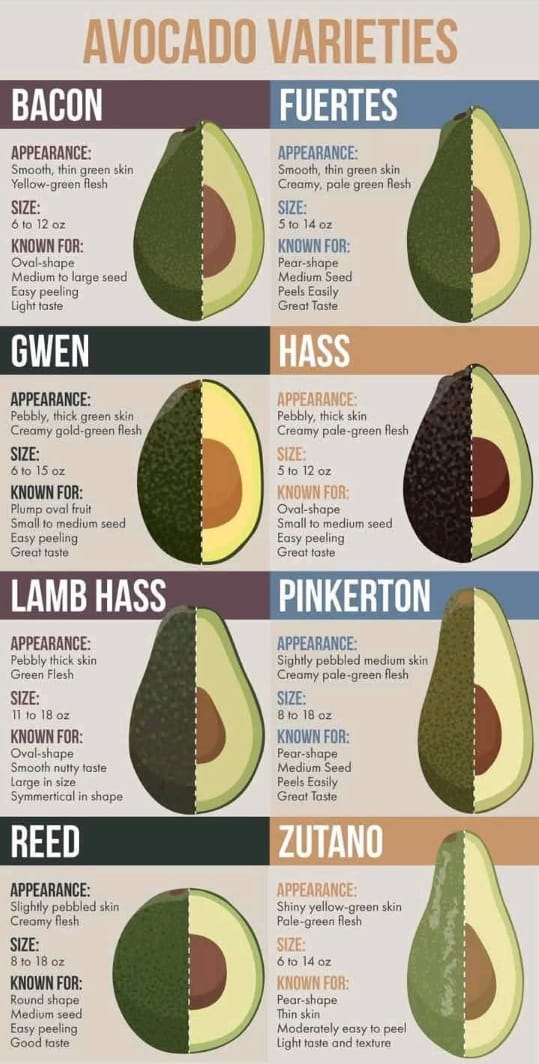 AVOCADO VARIETIES
BACON
APPEARANCE:
Smooth, thin green skin
Yellow-green flesh
SIZE:
6 to 12 oz
KNOWN FOR:
Oval-shape
Medium to large seed
Easy peeling
Light taste
FUERTES
APPEARANCE:
Smooth, thin green skin
Creamy, pale green flesh
SIZE:
5 to 14 oz
KNOWN FOR:
Pear-shape
Medium Seed
Peels Easily
Great Taste
GWEN
APPEARANCE:
Pebbly, thick green skin
Creamy gold-green flesh
SIZE:
6 to 15 oz
KNOWN FOR:
Plump oval fruit
Small to medium seed
Easy peeling
Great taste
HASS
APPEARANCE:
Pebbly, thick skin
Creamy pale-green flesh
SIZE:
5 to 12 oz
KNOWN FOR:
Oval-shape
Small to medium seed
Easy peeling
Great taste
LAMB HASS
APPEARANCE:
Pebbly thick skin
Green Flesh
SIZE:
11 to 18 oz
KNOWN FOR:
Oval-shape
Smooth nutty taste
Large in size
Symmertical in shape
PINKERTON
APPEARANCE:
Sightly pebbled medium skin
Creamy pale-green flesh
SIZE:
8 to 18 oz
KNOWN FOR:
Pear-shape
Medium Seed
Peels Easily
Great Taste
REED
APPEARANCE:
Slightly pebbled skin
Creamy flesh
SIZE:
8 to 18 oz
KNOWN FOR:
Round shape
Medium seed
Easy peeling
Good taste
ZUTANO
APPEARANCE:
Shiny yellow-green skin
Pale-green flesh
SIZE:
6 to 14 oz
KNOWN FOR:
Pear-shape
Thin skin
Moderately easy to peel
Light taste and texture